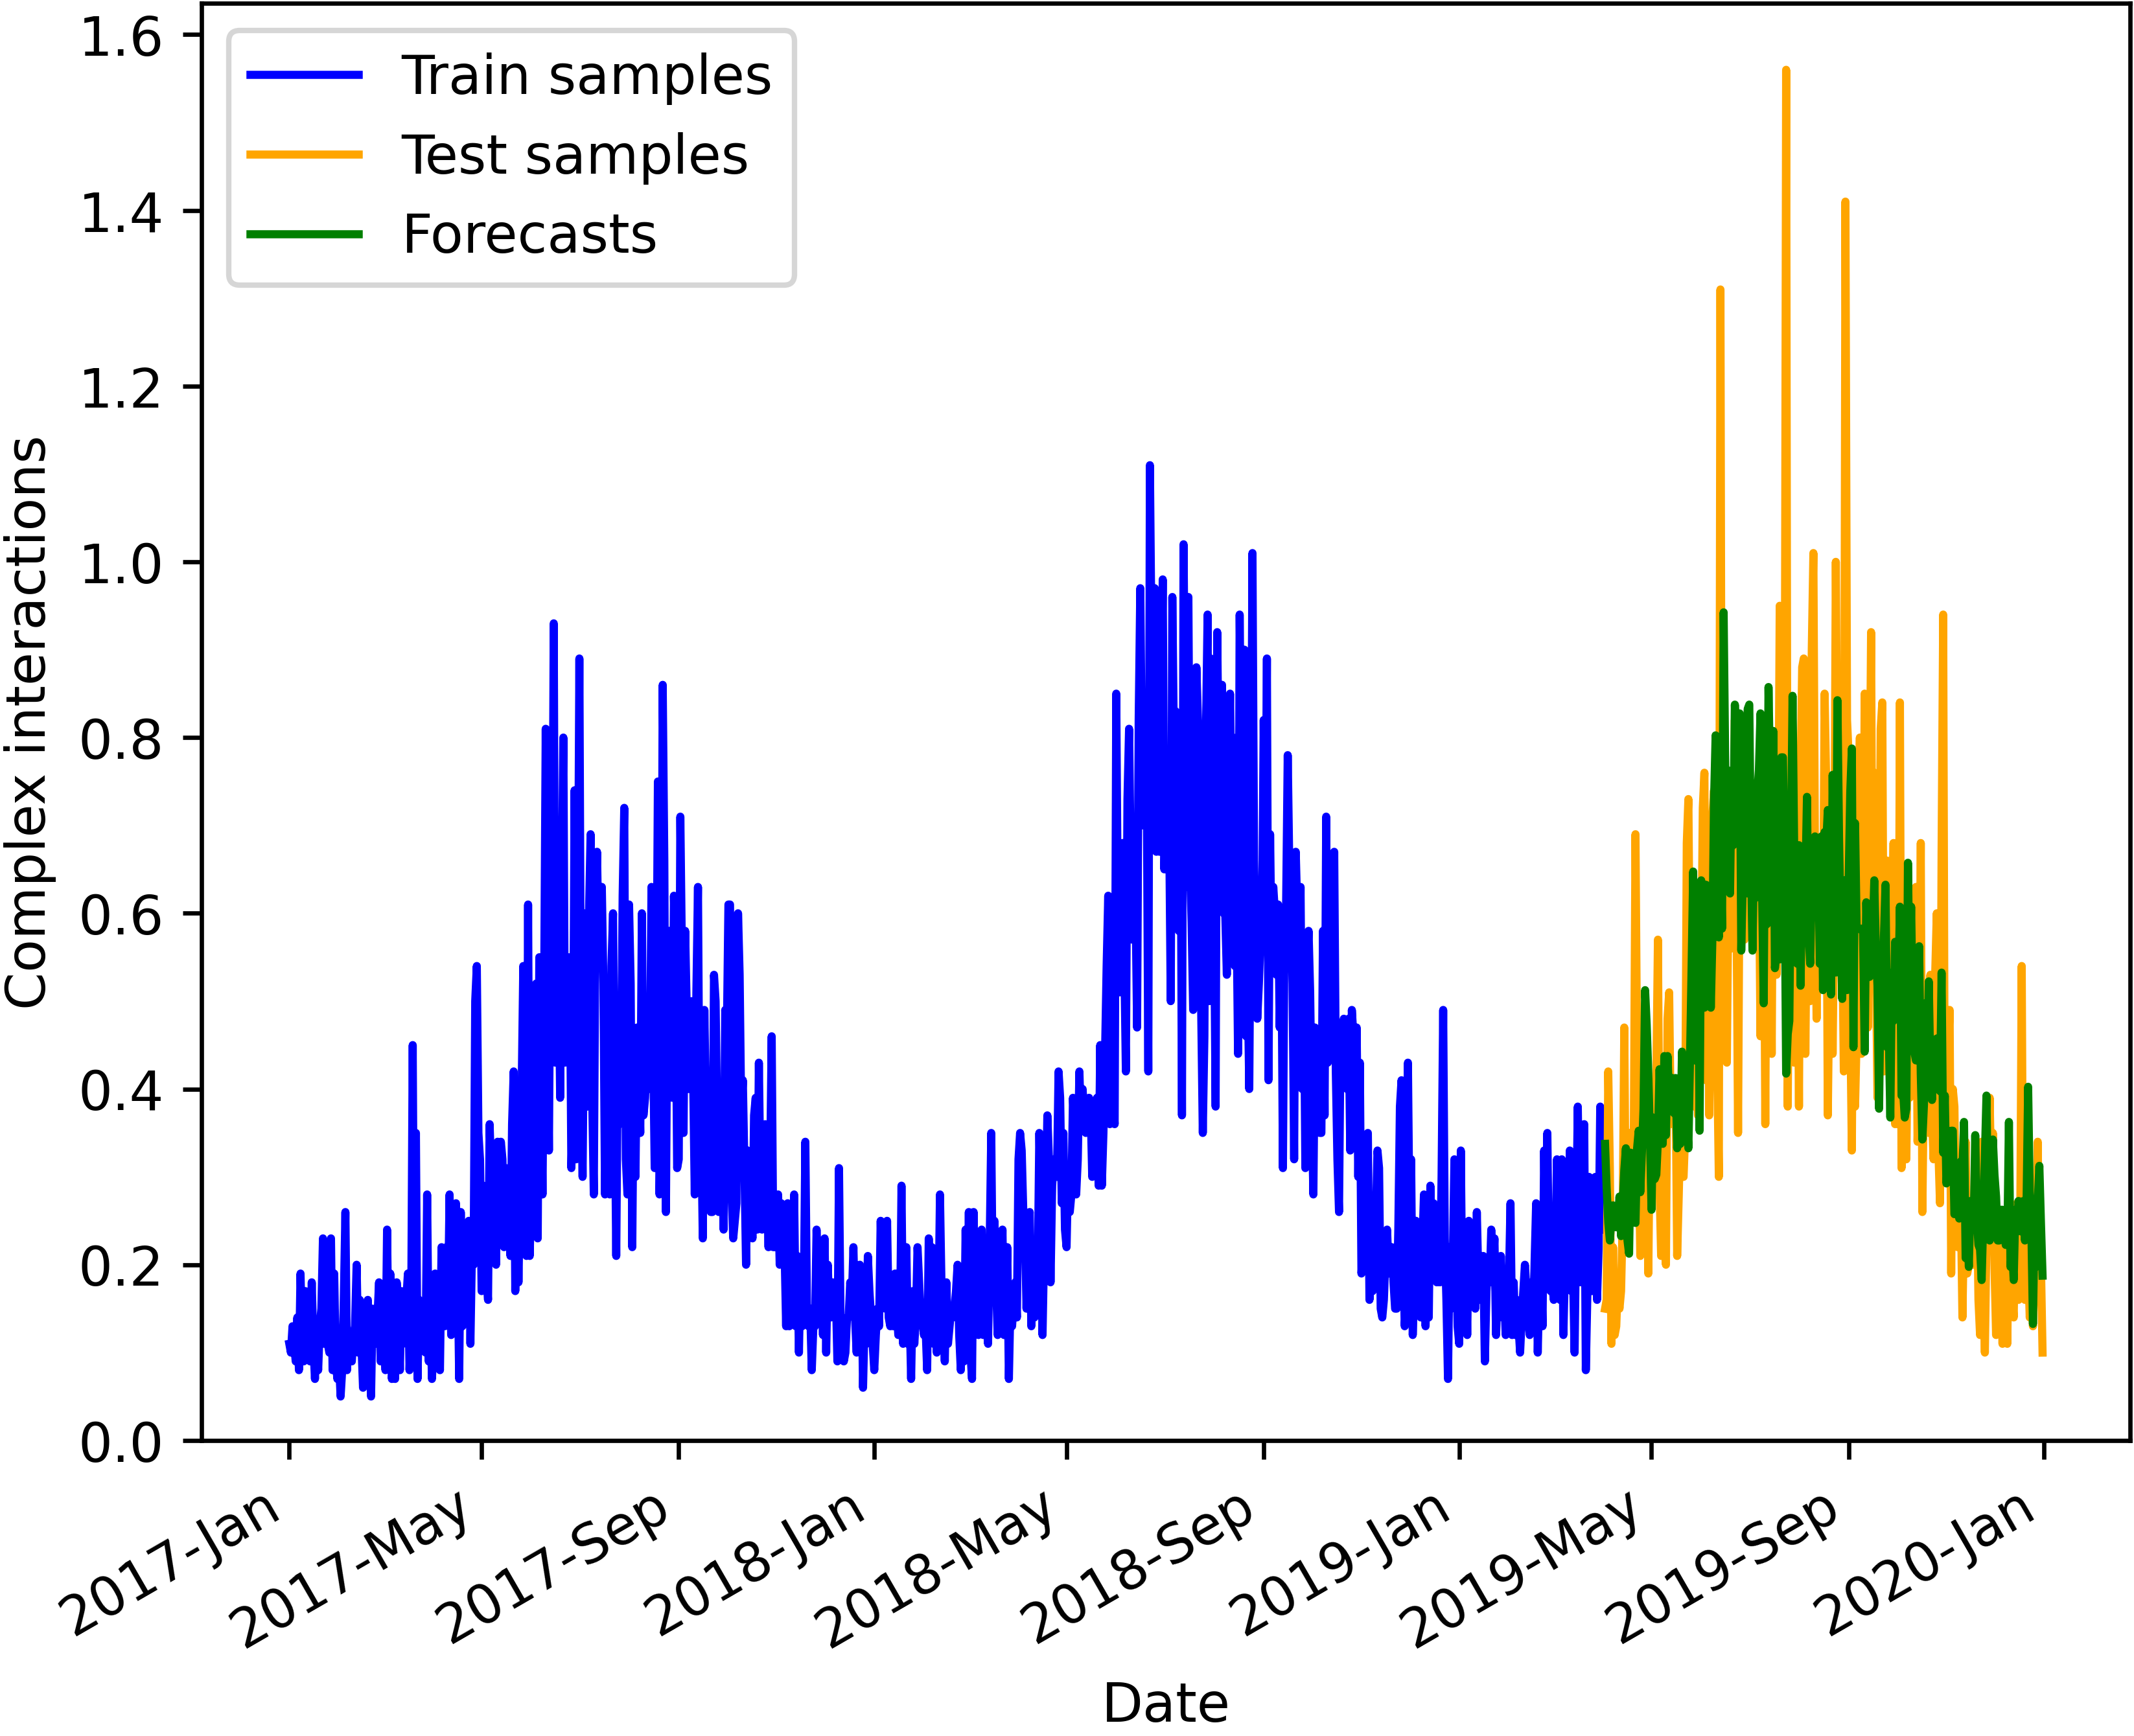 Train samples
Test samples
Forecasts
1.6
1.4
1.2
1.0
0.8
0.6
0.4
0.2
0.0
Complex interactions
2017-Jan
2017-May
2017-Sep
2018-Jan
2018-May
2018-Sep
2019-Jan
2019-May
2019-Sep
2020-Jan
Date